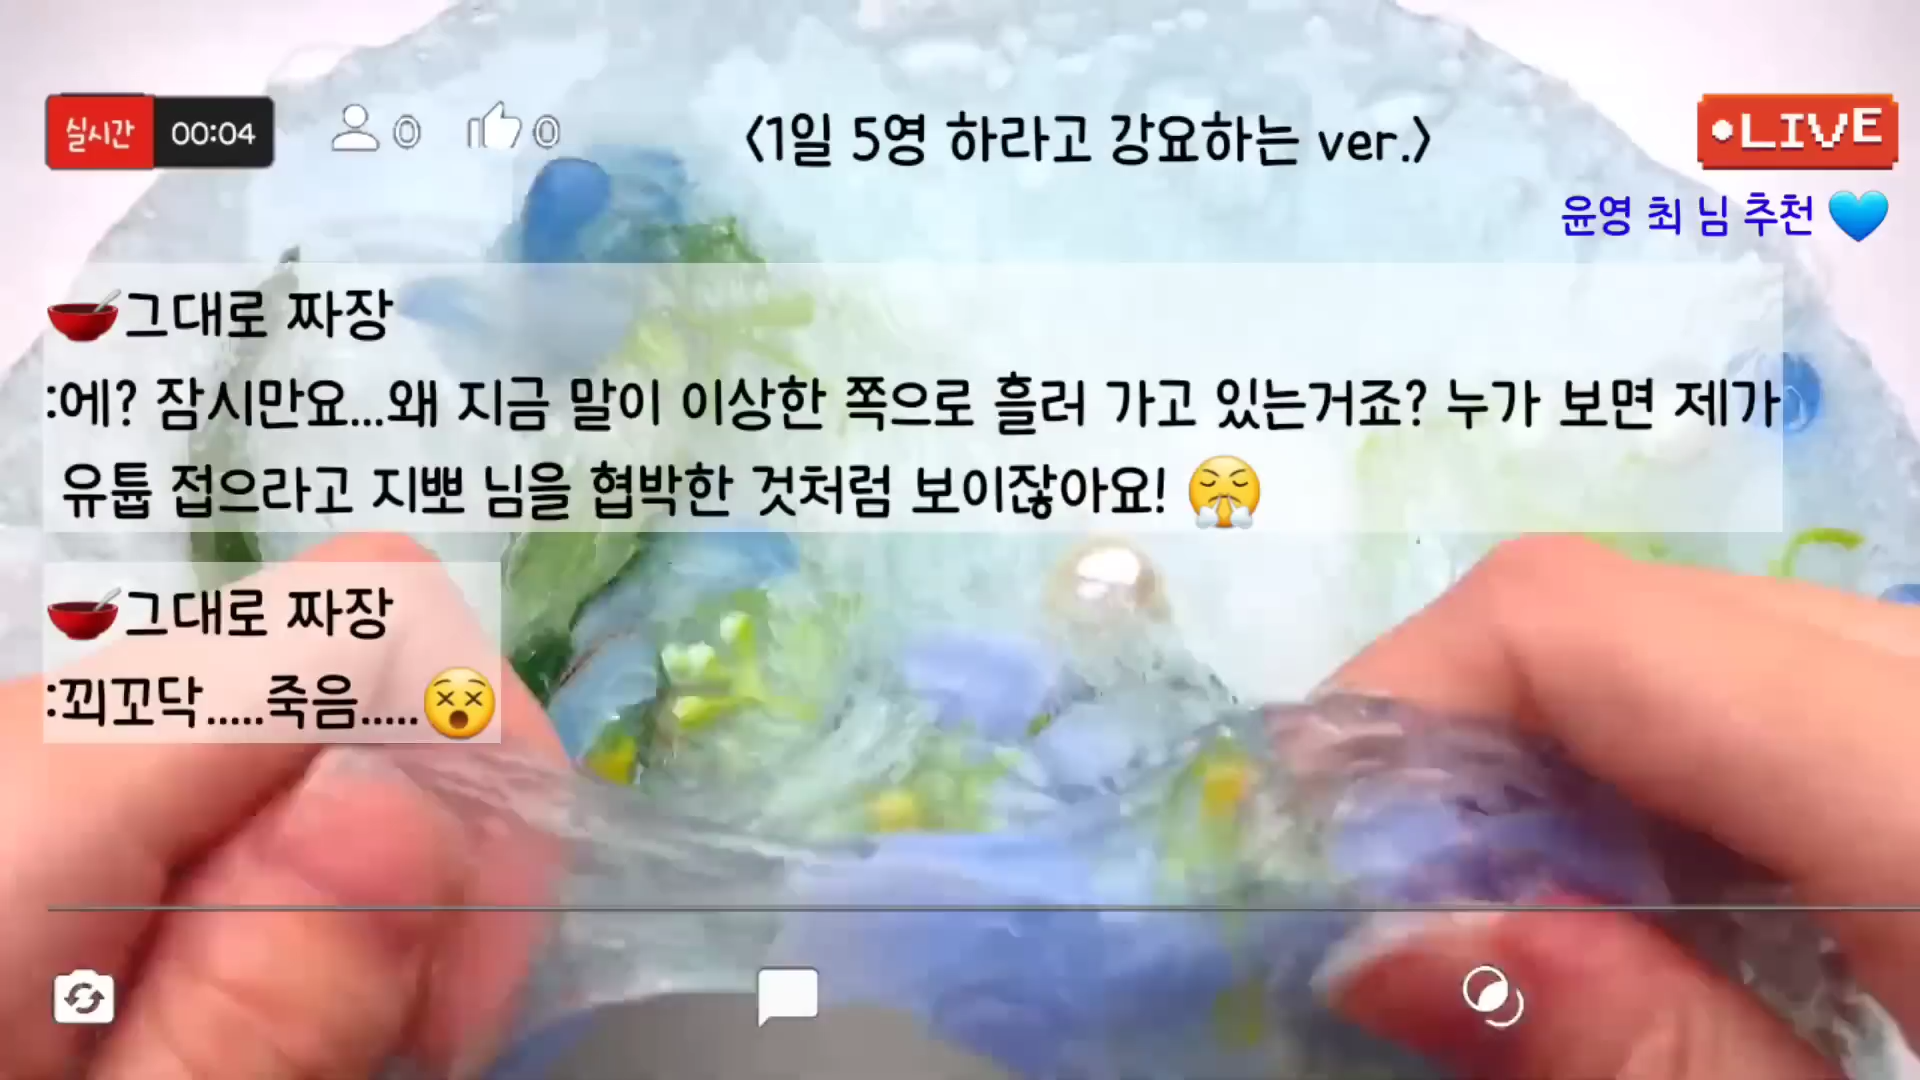 실시간 00:04 0 0
<1일 5영 하라고 강요하는 ver.>
LIVE
윤영 최 님 추천 💙
🥣그대로 짜장
:에? 잠시만요...왜 지금 말이 이상한 쪽으로 흘러 가고 있는거죠? 누가 보면 제가
유튭 접으라고 지뽀 님을 협박한 것처럼 보이잖아요! 😤
🥣그대로 짜장
:꾀꼬닥.....죽음.....😵